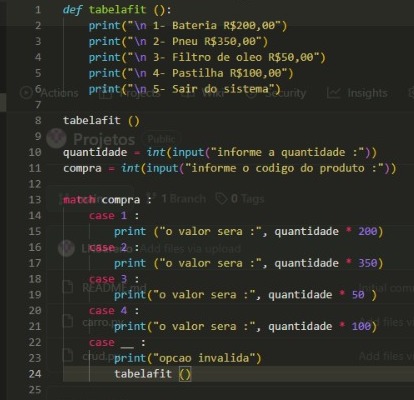 1 def tabelafit ():
2 print("\n 1- Bateria R$200,00")
3 print("\n 2- Pneu R$350,00")
4 print("\n 3- Filtro de oleo R$50,00")
5 print("\n 4- Pastilha R$100,00")
6 print("\n 5- Sair do sistema")
Actions Projects Wiki Security Insights
7
8 tabelafit ()
9 Projetos Public
10 quantidade = int(input("informe a quantidade :"))
11 compra = int(input("informe o codigo do produto :"))
12 1 Branch 0 Tags
13 match compra :
14 case 1 :
15 print ("o valor sera :", quantidade * 200)
16 case 2 :
Add files via upload
17 print ("o valor sera :", quantidade * 350)
18 case 3 :
README.md Initial com
19 print ("o valor sera :", quantidade * 50 )
20 case 4 :
carro. Add files v
21 print ("o valor sera :", quantidade * 100)
22 case __ :
23 print("opcao invalida")
crud.p Add files v
24 tabelafit ()
25